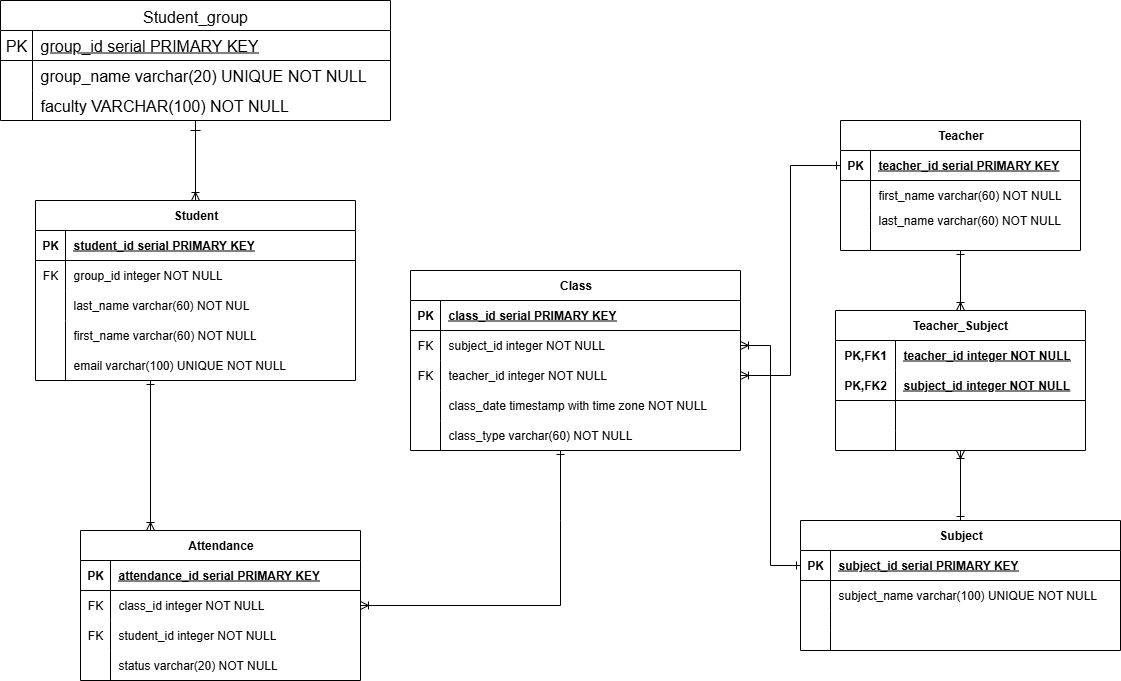 Student_group
PK group_id serial PRIMARY KEY
group_name varchar(20) UNIQUE NOT NULL
faculty VARCHAR(100) NOT NULL
Student
PK student_id serial PRIMARY KEY
FK group_id integer NOT NULL
last_name varchar(60) NOT NUL
first_name varchar(60) NOT NULL
email varchar(100) UNIQUE NOT NULL
Attendance
PK attendance_id serial PRIMARY KEY
FK class_id integer NOT NULL
FK student_id integer NOT NULL
status varchar(20) NOT NULL
Class
PK class_id serial PRIMARY KEY
FK subject_id integer NOT NULL
FK teacher_id integer NOT NULL
class_date timestamp with time zone NOT NULL
class_type varchar(60) NOT NULL
Teacher
PK teacher_id serial PRIMARY KEY
first_name varchar(60) NOT NULL
last_name varchar(60) NOT NULL
Teacher_Subject
PK,FK1 teacher_id integer NOT NULL
PK,FK2 subject_id integer NOT NULL
Subject
PK subject_id serial PRIMARY KEY
subject_name varchar(100) UNIQUE NOT NULL